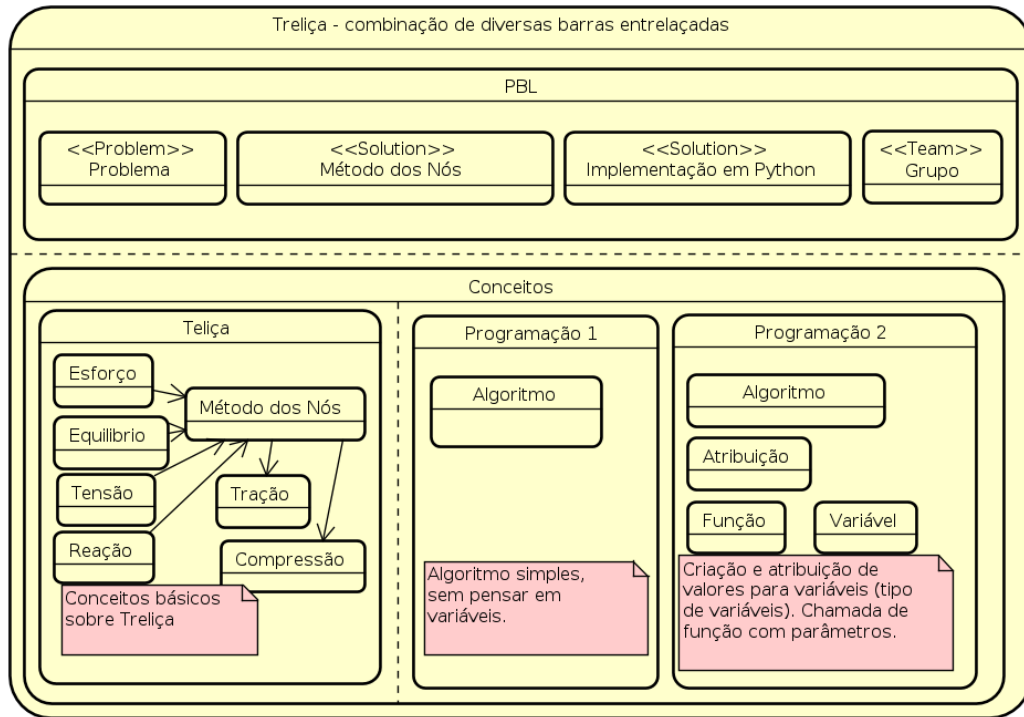 Treliça - combinação de diversas barras entrelaçadas
PBL
<<Problem>>
Problema
<<Solution>>
Método dos Nós
<<Solution>>
Implementação em Python
<<Team>>
Grupo
Conceitos
Teliça
Esforço
Método dos Nós
Equilibrio
Tensão
Tração
Reação
Compressão
Conceitos básicos
sobre Treliça
Programação 1
Algoritmo
Algoritmo simples,
sem pensar em
variáveis.
Programação 2
Algoritmo
Atribuição
Função
Variável
Criação e atribuição de
valores para variáveis (tipo
de variáveis). Chamada de
função com parâmetros.